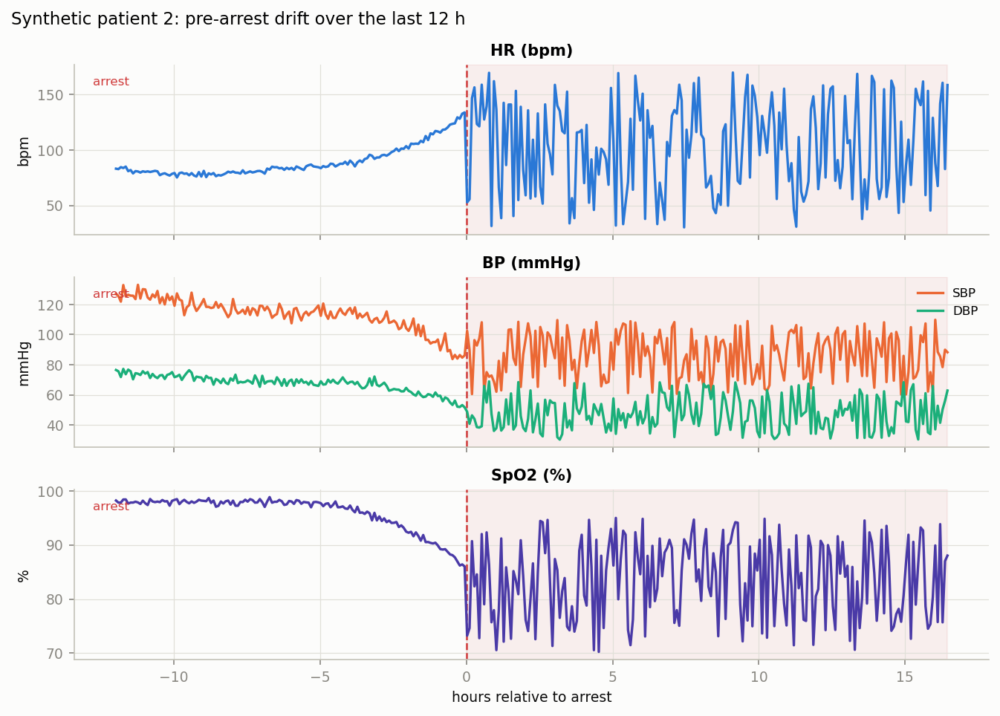 Synthetic patient 2: pre-arrest drift over the last 12 h
HR (bpm)
arrest
150
100
50
bpm
BP (mmHg)
arrest
SBP
DBP
120
100
80
60
40
mmHg
SpO2 (%)
arrest
100
90
80
70
%
−10
−5
0
5
10
15
hours relative to arrest